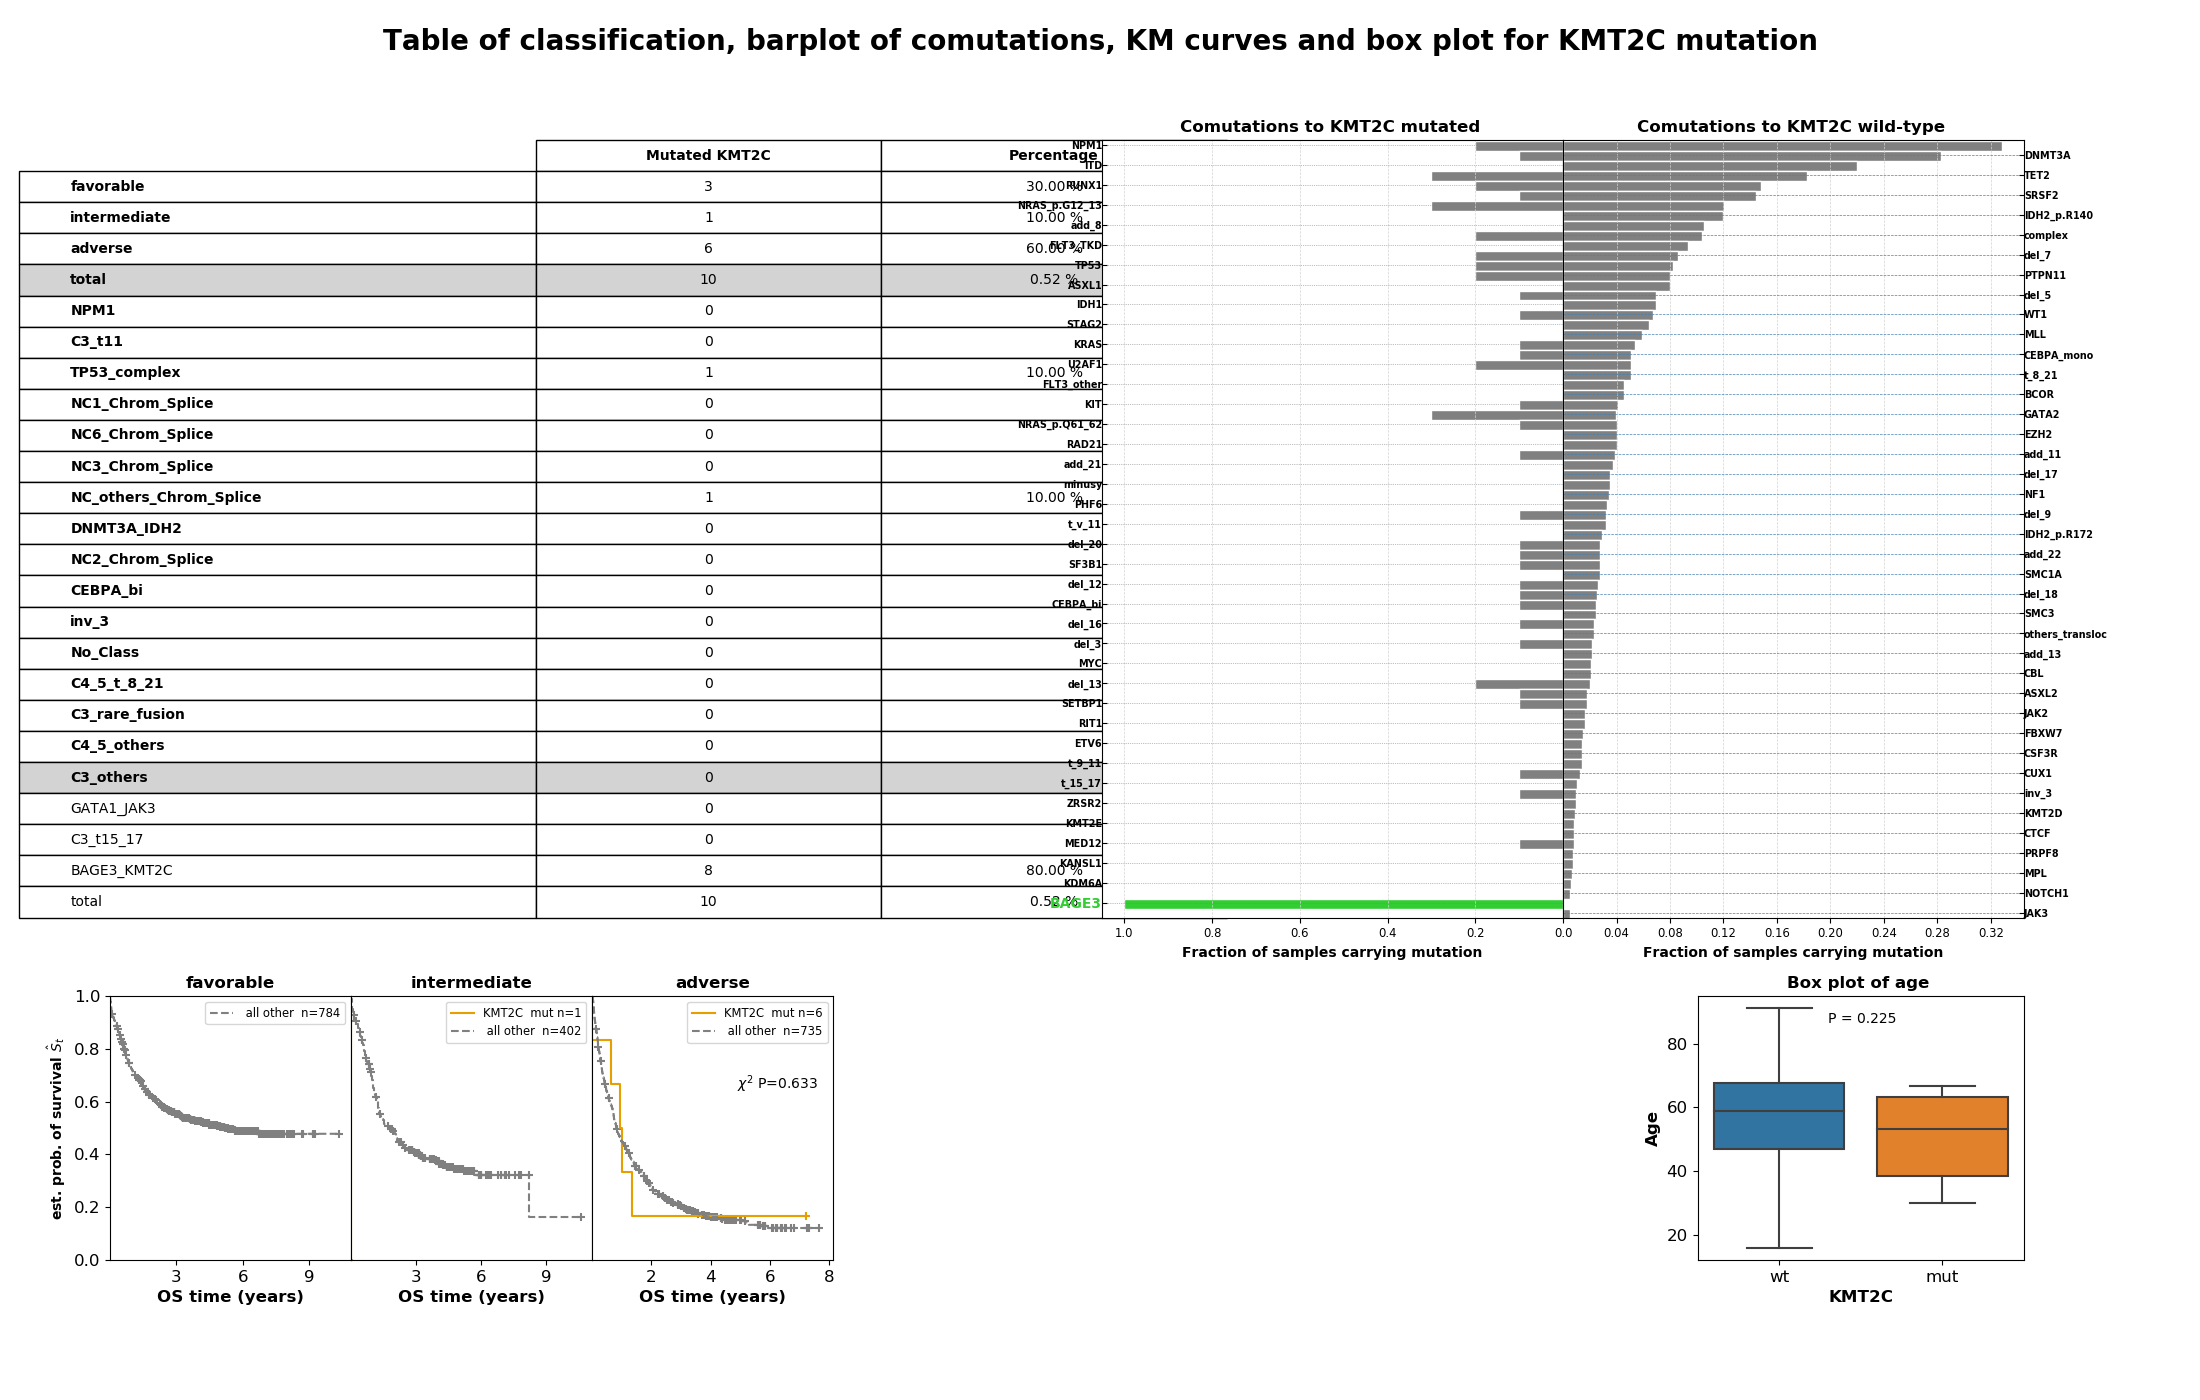 Table of classification, barplot of comutations, KM curves and box plot for KMT2C mutation
Mutated KMT2C Percentage
favorable 3 30.00 %
intermediate 1 10.00 %
adverse 6 60.00 %
total 10 0.52 %
NPM1 0
C3_t11 0
TP53_complex 1 10.00 %
NC1_Chrom_Splice 0
NC6_Chrom_Splice 0
NC3_Chrom_Splice 0
NC_others_Chrom_Splice 1 10.00 %
DNMT3A_IDH2 0
NC2_Chrom_Splice 0
CEBPA_bi 0
inv_3 0
No_Class 0
C4_5_t_8_21 0
C3_rare_fusion 0
C4_5_others 0
C3_others 0
GATA1_JAK3 0
C3_t15_17 0
BAGE3_KMT2C 8 80.00 %
total 10 0.52 %
Comutations to KMT2C mutated
NPM1
ITD
RUNX1
NRAS_p.G12_13
add_8
FLT3_TKD
TP53
ASXL1
IDH1
STAG2
KRAS
U2AF1
FLT3_other
KIT
NRAS_p.Q61_62
RAD21
add_21
minusy
PHF6
t_v_11
del_20
SF3B1
del_12
CEBPA_bi
del_16
del_3
MYC
del_13
SETBP1
RIT1
ETV6
t_9_11
t_15_17
ZRSR2
KMT2E
MED12
KANSL1
KDM6A
BAGE3
1.0 0.8 0.6 0.4 0.2
Fraction of samples carrying mutation
Comutations to KMT2C wild-type
DNMT3A
TET2
SRSF2
IDH2_p.R140
complex
del_7
PTPN11
del_5
WT1
MLL
CEBPA_mono
t_8_21
BCOR
GATA2
EZH2
add_11
del_17
NF1
del_9
IDH2_p.R172
add_22
SMC1A
del_18
SMC3
others_transloc
add_13
CBL
ASXL2
JAK2
FBXW7
CSF3R
CUX1
inv_3
KMT2D
CTCF
PRPF8
MPL
NOTCH1
JAK3
0.0 0.04 0.08 0.12 0.16 0.20 0.24 0.28 0.32
Fraction of samples carrying mutation
est. prob. of survival Ŝt
1.0
0.8
0.6
0.4
0.2
0.0
favorable
all other n=784
3 6 9
OS time (years)
intermediate
KMT2C mut n=1
all other n=402
3 6 9
OS time (years)
adverse
KMT2C mut n=6
all other n=735
χ² P=0.633
2 4 6 8
OS time (years)
Box plot of age
P = 0.225
Age
80
60
40
20
wt mut
KMT2C